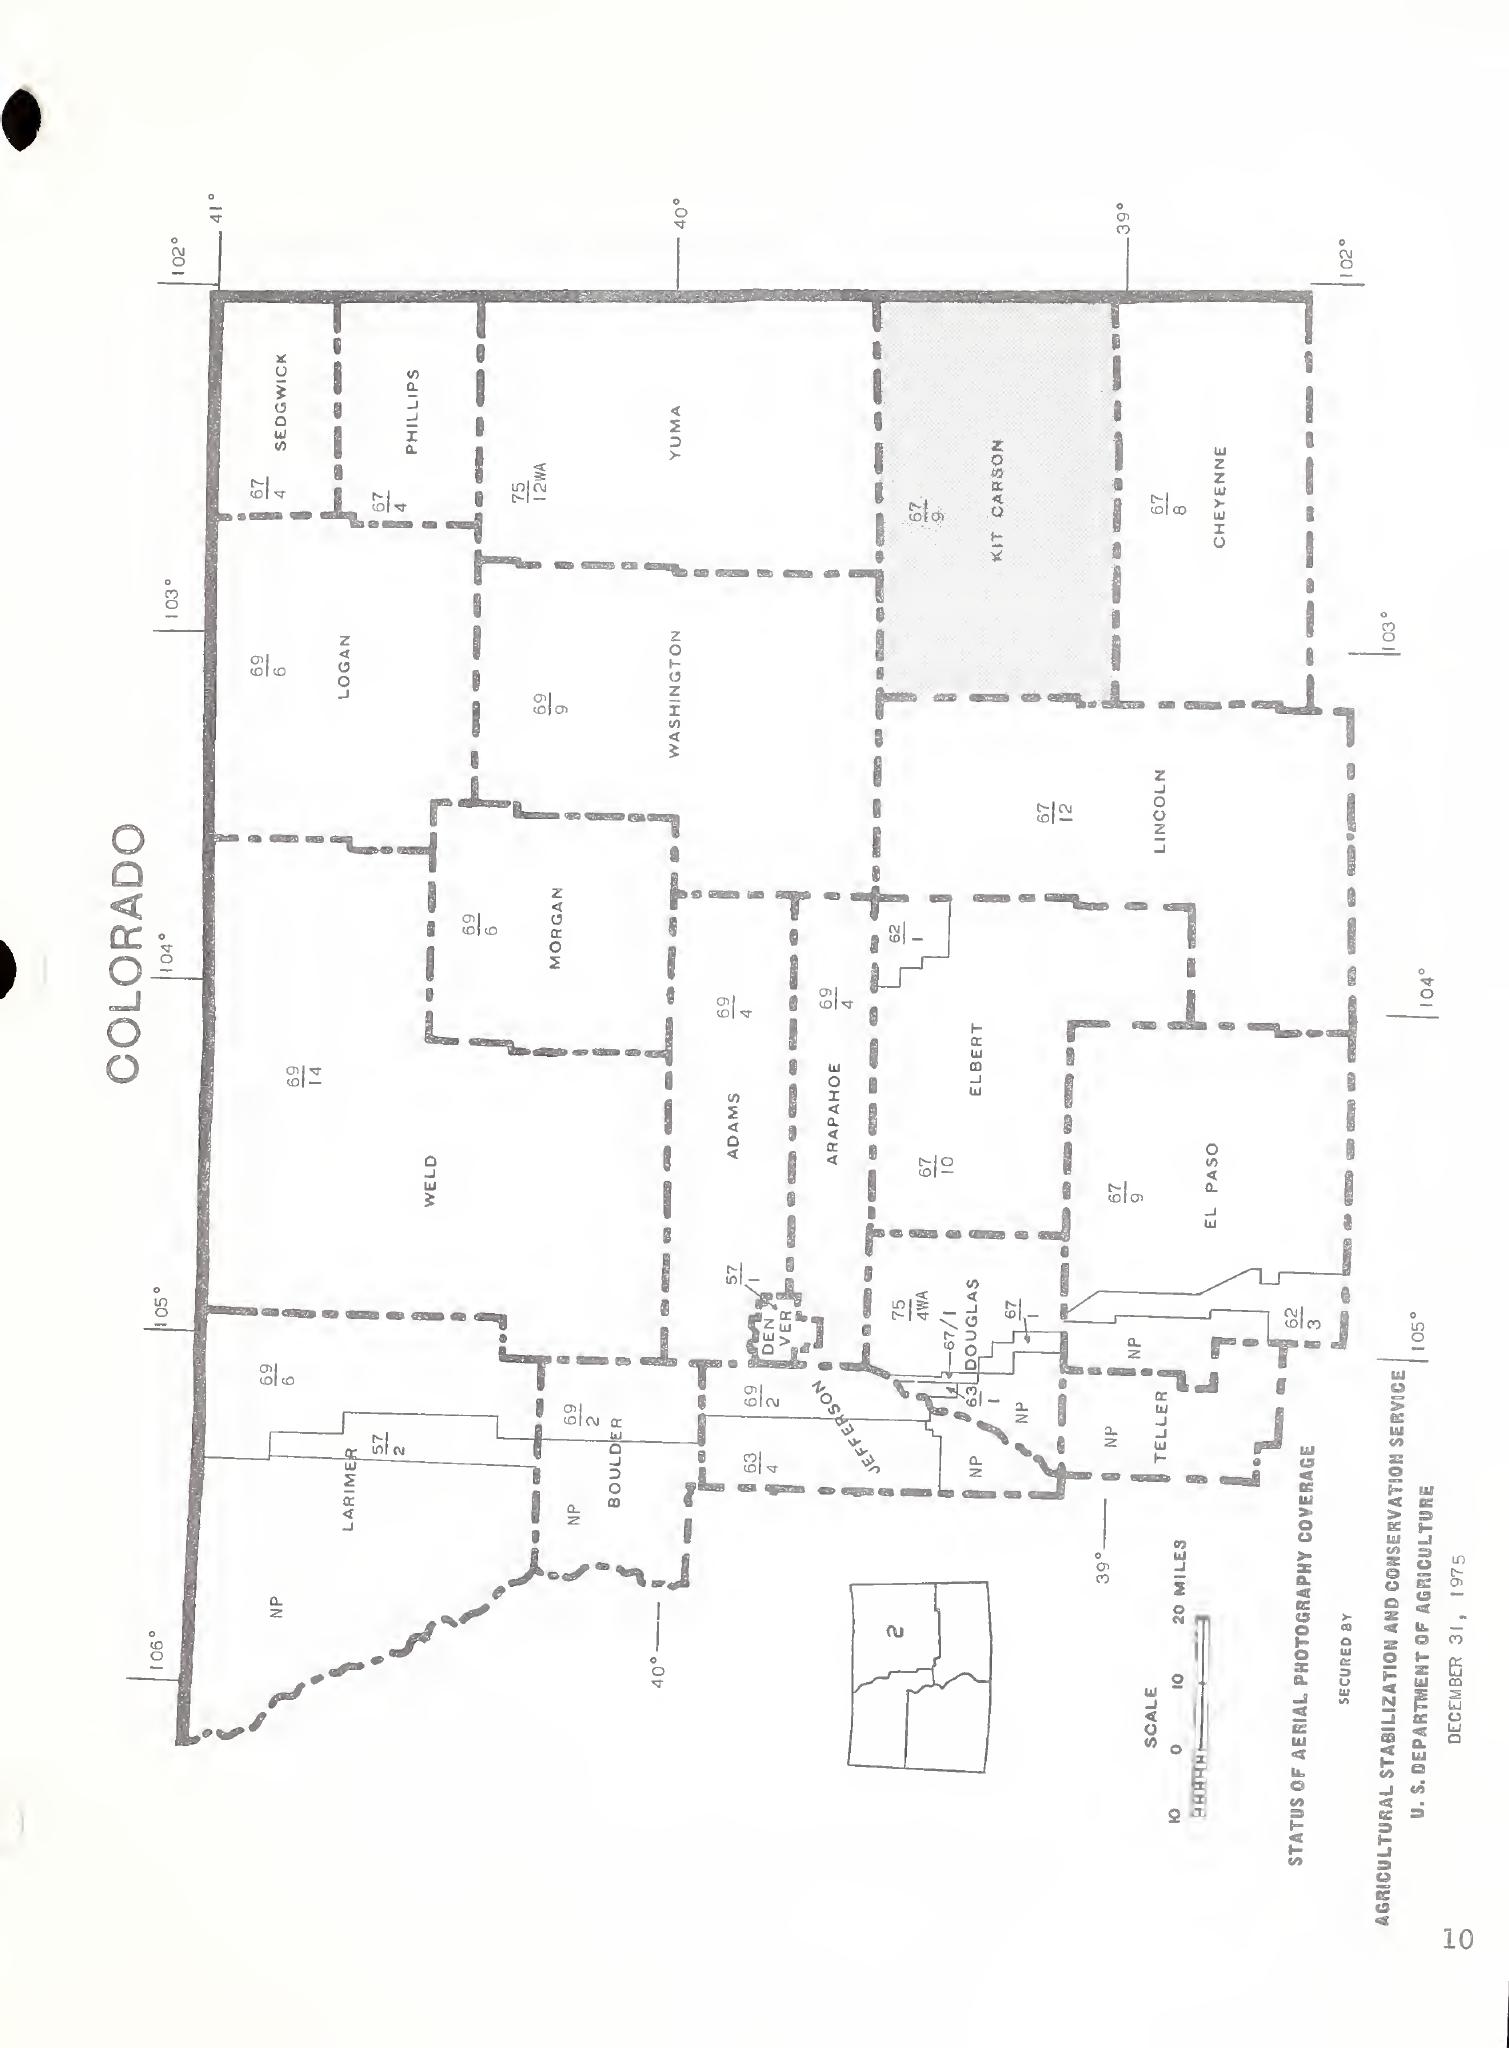 COLORADO
106°
105°
104°
103°
102°
41°
40°
39°
102°
103°
104°
105°
40°
39°
NP
LARIMER
57
2
69
6
WELD
69
14
LOGAN
69
6
SEDGWICK
67
4
PHILLIPS
67
4
MORGAN
69
6
WASHINGTON
69
9
YUMA
75
12WA
NP
BOULDER
69
2
ADAMS
69
4
ARAPAHOE
69
4
57
1
DEN
VER
63
4
JEFFERSON
69
2
NP
75
4WA
DOUGLAS
67/1
67
1
63
1
NP
ELBERT
67
10
62
1
LINCOLN
67
12
KIT CARSON
67
9
CHEYENNE
67
8
EL PASO
67
9
NP
62
3
NP
TELLER
2
SCALE
10 0 10 20 MILES
STATUS OF AERIAL PHOTOGRAPHY COVERAGE
SECURED BY
AGRICULTURAL STABILIZATION AND CONSERVATION SERVICE
U. S. DEPARTMENT OF AGRICULTURE
DECEMBER 31, 1975
10